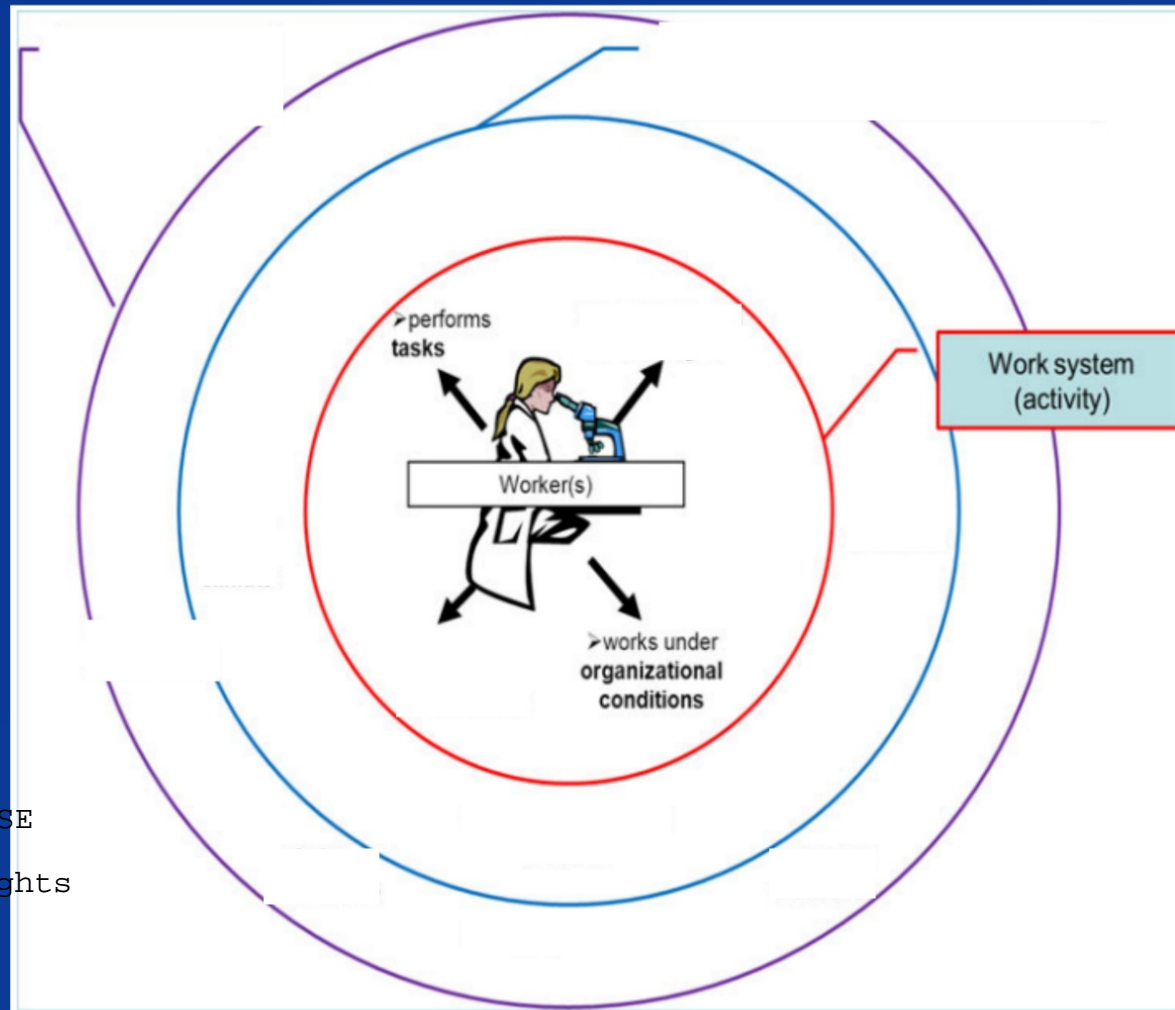 ➢performs
tasks
Work system
(activity)
Worker(s)
➢works under
organizational
conditions
SE
ghts